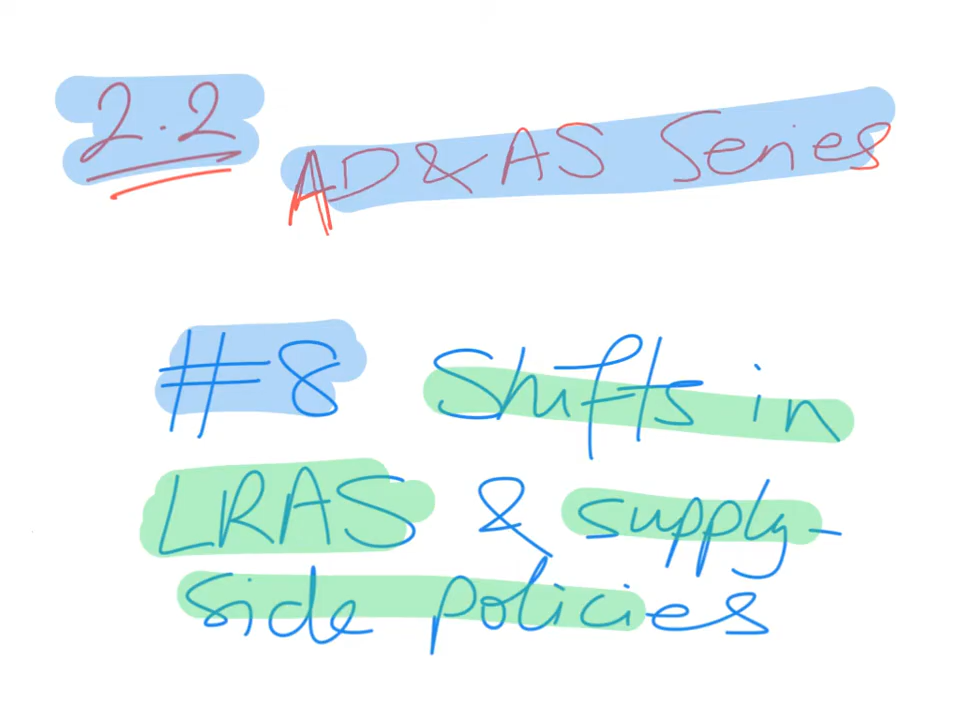 2.2
AD&AS Series
#8 Shifts in
LRAS & supply-
side policies